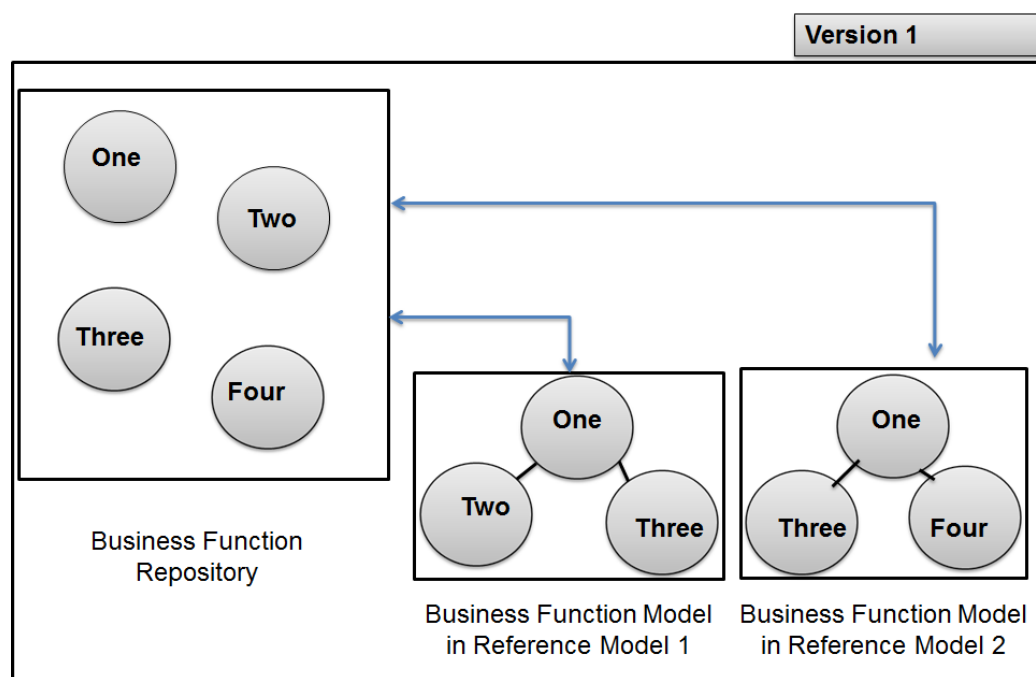 Version 1
One
Two
Three
Four
Business Function
Repository
One
Two
Three
Business Function Model
in Reference Model 1
One
Three
Four
Business Function Model
in Reference Model 2